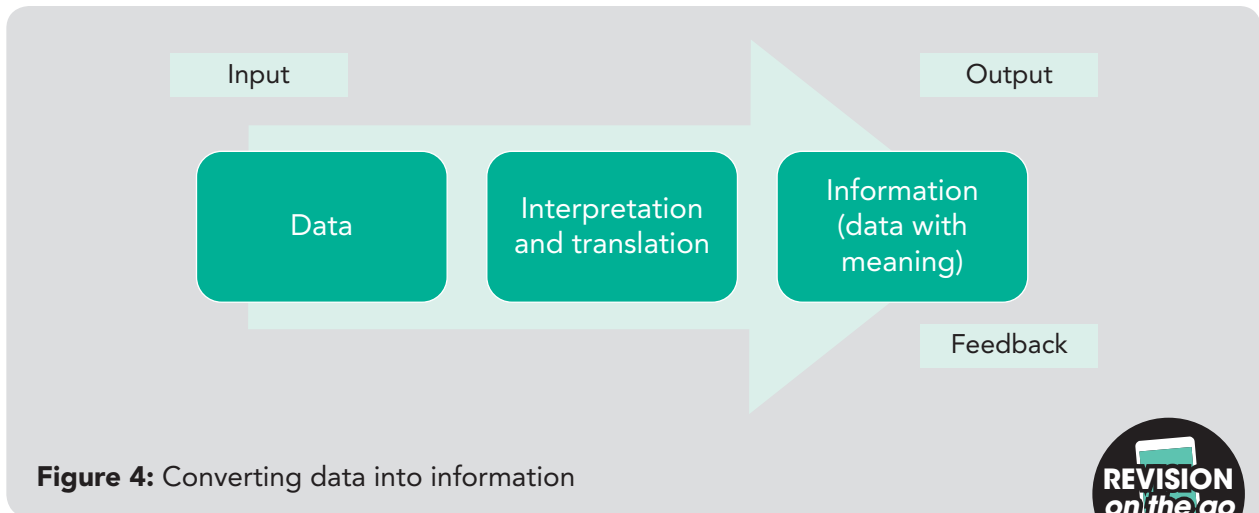 Input
Output
Data
Interpretation
and translation
Information
(data with
meaning)
Feedback
Figure 4: Converting data into information
REVISION
on the go